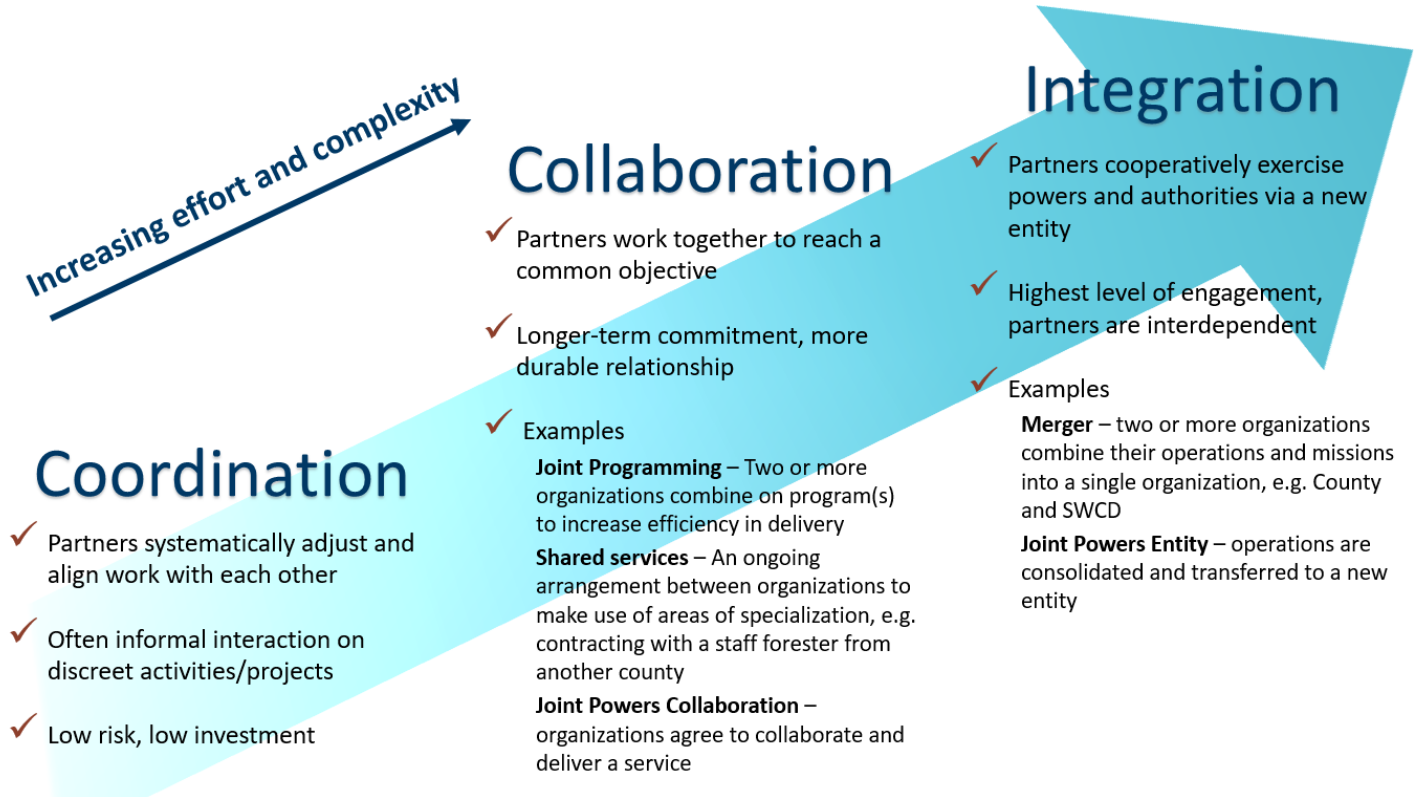 Increasing effort and complexity
Coordination
Partners systematically adjust and
align work with each other
Often informal interaction on
discreet activities/projects
Low risk, low investment
Collaboration
Partners work together to reach a
common objective
Longer-term commitment, more
durable relationship
Examples
Joint Programming – Two or more
organizations combine on program(s)
to increase efficiency in delivery
Shared services – An ongoing
arrangement between organizations to
make use of areas of specialization, e.g.
contracting with a staff forester from
another county
Joint Powers Collaboration –
organizations agree to collaborate and
deliver a service
Integration
Partners cooperatively exercise
powers and authorities via a new
entity
Highest level of engagement,
partners are interdependent
Examples
Merger – two or more organizations
combine their operations and missions
into a single organization, e.g. County
and SWCD
Joint Powers Entity – operations are
consolidated and transferred to a new
entity